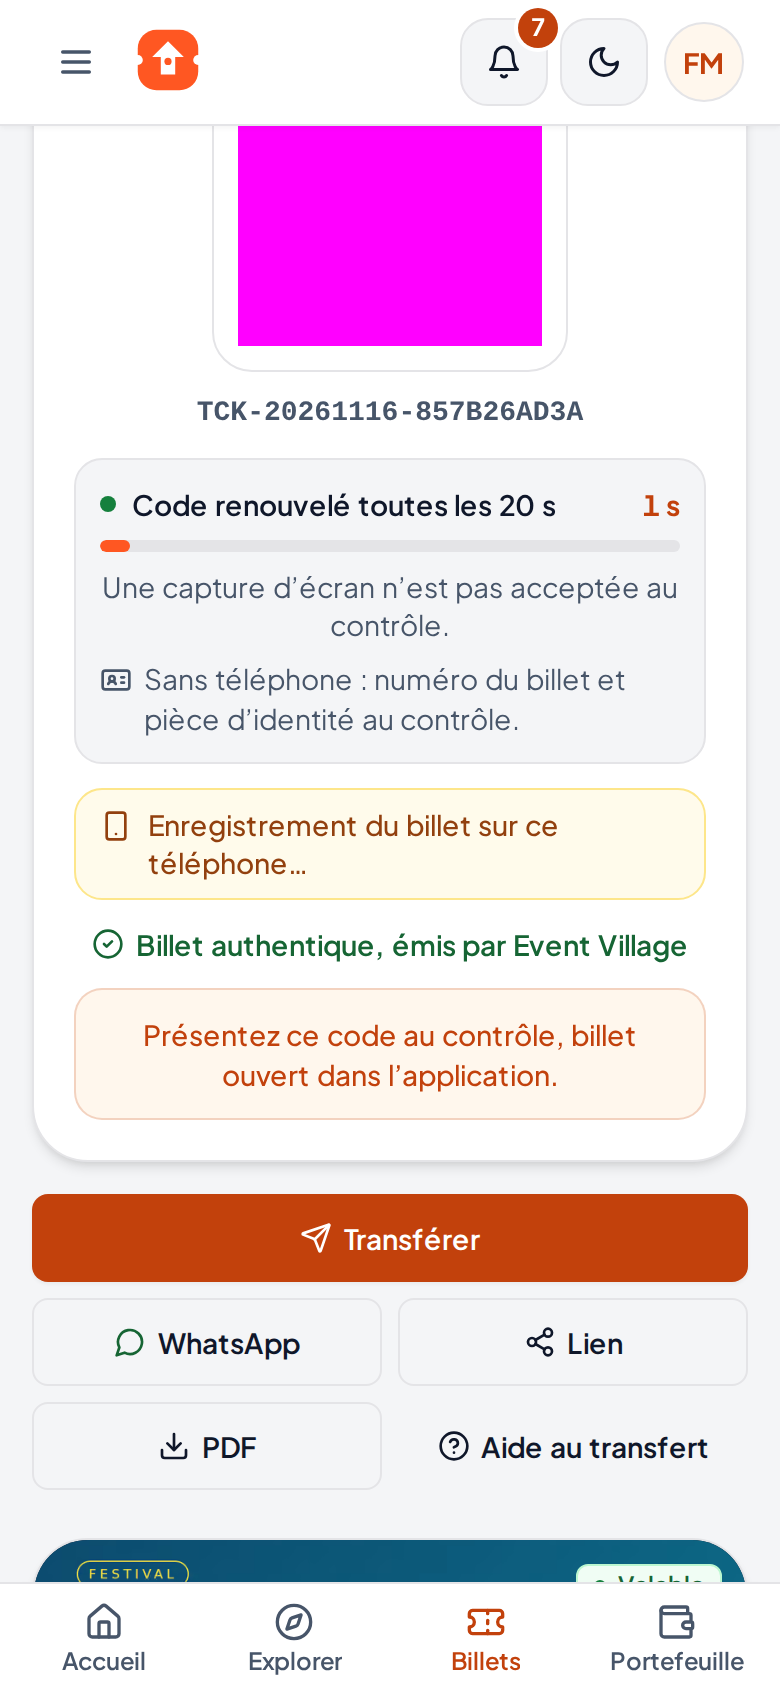 7
FM
TCK-20261116-857B26AD3A
Code renouvelé toutes les 20 s
1 s
Une capture d’écran n’est pas acceptée au
contrôle.
Sans téléphone : numéro du billet et
pièce d’identité au contrôle.
Enregistrement du billet sur ce
téléphone…
Billet authentique, émis par Event Village
Présentez ce code au contrôle, billet
ouvert dans l’application.
Transférer
WhatsApp
Lien
PDF
Aide au transfert
FESTIVAL
Accueil
Explorer
Billets
Portefeuille